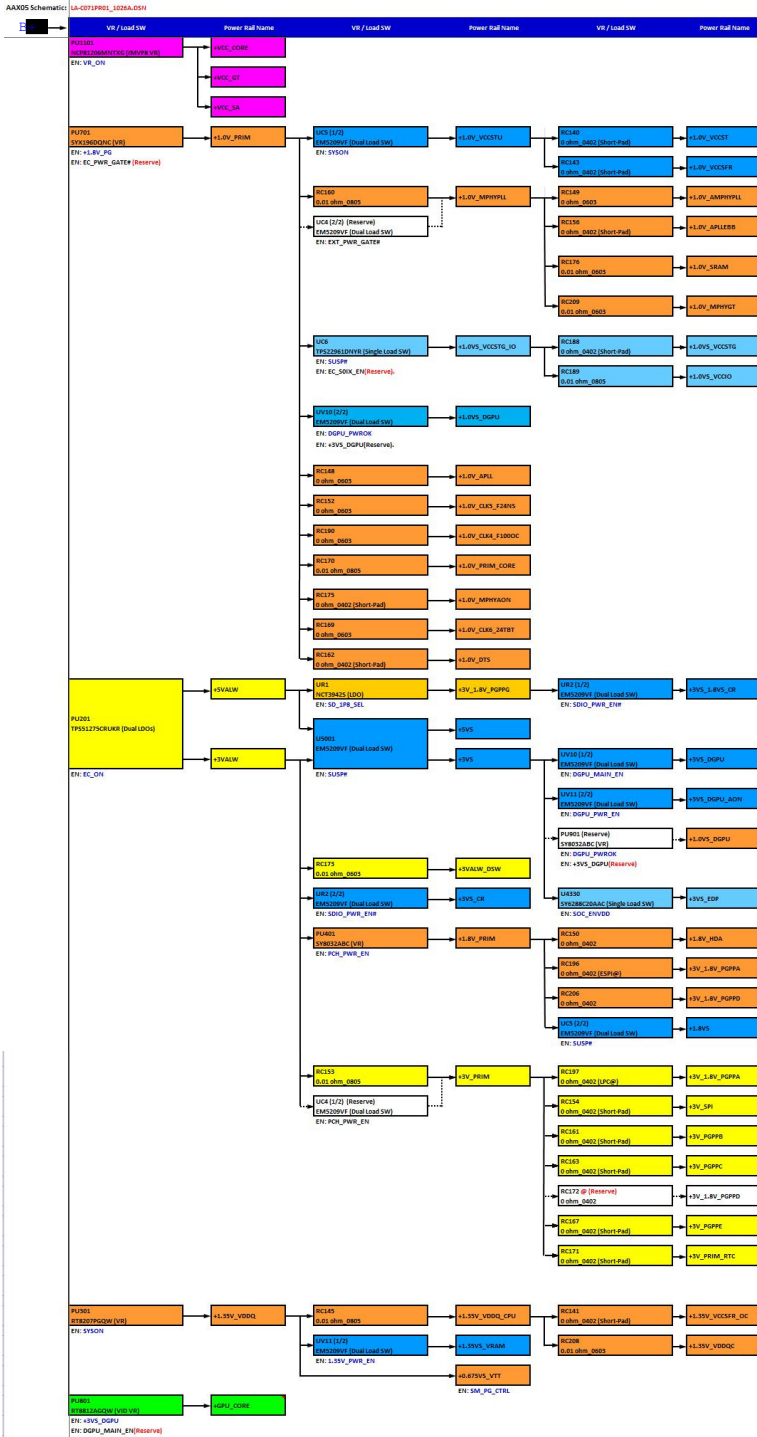 AAX05 Schematic: LA-C071PR01_1026A.DSN
VR / Load SW
Power Rail Name
VR / Load SW
Power Rail Name
VR / Load SW
Power Rail Name
PU1101
NCP81206MNTXG (IMVP8 VR)
EN: VR_ON
+VCC_CORE
+VCC_GT
+VCC_SA
PU701
SYX196DQNC (VR)
EN: +1.8V_PG
EN: EC_PWR_GATE# (Reserve)
+1.0V_PRIM
UC5 (1/2)
EM5209VF (Dual Load SW)
EN: SYSON
+1.0V_VCCSTU
RC140
0 ohm_0402 (Short-Pad)
+1.0V_VCCST
RC143
0 ohm_0402 (Short-Pad)
+1.0V_VCCSFR
RC160
0.01 ohm_0805
+1.0V_MPHYPLL
UC4 (2/2) (Reserve)
EM5209VF (Dual Load SW)
EN: EXT_PWR_GATE#
RC149
0 ohm_0603
+1.0V_AMPHYPLL
RC156
0 ohm_0402 (Short-Pad)
+1.0V_APLLEBB
RC176
0.01 ohm_0603
+1.0V_SRAM
RC209
0.01 ohm_0603
+1.0V_MPHYGT
UC6
TPS22961DNYR (Single Load SW)
EN: SUSP#
EN: EC_S0IX_EN(Reserve).
+1.0VS_VCCSTG_IO
RC188
0 ohm_0402 (Short-Pad)
+1.0VS_VCCSTG
RC189
0.01 ohm_0805
+1.0VS_VCCIO
UV10 (2/2)
EM5209VF (Dual Load SW)
EN: DGPU_PWROK
EN: +3VS_DGPU(Reserve).
+1.0VS_DGPU
RC148
0 ohm_0603
+1.0V_APLL
RC152
0 ohm_0603
+1.0V_CLK5_F24NS
RC190
0 ohm_0603
+1.0V_CLK4_F100OC
RC170
0.01 ohm_0805
+1.0V_PRIM_CORE
RC175
0 ohm_0402 (Short-Pad)
+1.0V_MPHYAON
RC169
0 ohm_0603
+1.0V_CLK6_24TBT
RC162
0 ohm_0402 (Short-Pad)
+1.0V_DTS
PU201
TPS51275CRUKR (Dual LDOs)
EN: EC_ON
+5VALW
+3VALW
UR1
NCT3942S (LDO)
EN: SD_1P8_SEL
+3V_1.8V_PGPPG
UR2 (1/2)
EM5209VF (Dual Load SW)
EN: SDIO_PWR_EN#
+3VS_1.8VS_CR
U5001
EM5209VF (Dual Load SW)
EN: SUSP#
+5VS
+3VS
UV10 (1/2)
EM5209VF (Dual Load SW)
EN: DGPU_MAIN_EN
+3VS_DGPU
UV11 (2/2)
EM5209VF (Dual Load SW)
EN: DGPU_PWR_EN
+3VS_DGPU_AON
PU901 (Reserve)
SY8032ABC (VR)
EN: DGPU_PWROK
EN: +3VS_DGPU(Reserve)
+1.0VS_DGPU
U4330
SY6288C20AAC (Single Load SW)
EN: SOC_ENVDD
+3VS_EDP
RC173
0.01 ohm_0603
+3VALW_DSW
UR2 (2/2)
EM5209VF (Dual Load SW)
EN: SDIO_PWR_EN#
+3VS_CR
PU401
SY8032ABC (VR)
EN: PCH_PWR_EN
+1.8V_PRIM
RC150
0 ohm_0402
+1.8V_HDA
RC196
0 ohm_0402 (ESPI@)
+3V_1.8V_PGPPA
RC206
0 ohm_0402
+3V_1.8V_PGPPD
UC5 (2/2)
EM5209VF (Dual Load SW)
EN: SUSP#
+1.8VS
RC153
0.01 ohm_0805
+3V_PRIM
UC4 (1/2) (Reserve)
EM5209VF (Dual Load SW)
EN: PCH_PWR_EN
RC197
0 ohm_0402 (LPC@)
+3V_1.8V_PGPPA
RC154
0 ohm_0402 (Short-Pad)
+3V_SPI
RC161
0 ohm_0402 (Short-Pad)
+3V_PGPPB
RC163
0 ohm_0402 (Short-Pad)
+3V_PGPPC
RC172 @ (Reserve)
0 ohm_0402
+3V_1.8V_PGPPD
RC167
0 ohm_0402 (Short-Pad)
+3V_PGPPE
RC171
0 ohm_0402 (Short-Pad)
+3V_PRIM_RTC
PU501
RT8207PGQW (VR)
EN: SYSON
+1.35V_VDDQ
RC145
0.01 ohm_0805
+1.35V_VDDQ_CPU
RC141
0 ohm_0402 (Short-Pad)
+1.35V_VCCSFR_OC
RC208
0.01 ohm_0603
+1.35V_VDDQC
UV11 (1/2)
EM5209VF (Dual Load SW)
EN: 1.35V_PWR_EN
+1.35VS_VRAM
+0.675VS_VTT
EN: SM_PG_CTRL
PU801
RT8812AGQW (VID VR)
EN: +3VS_DGPU
EN: DGPU_MAIN_EN(Reserve)
+GPU_CORE